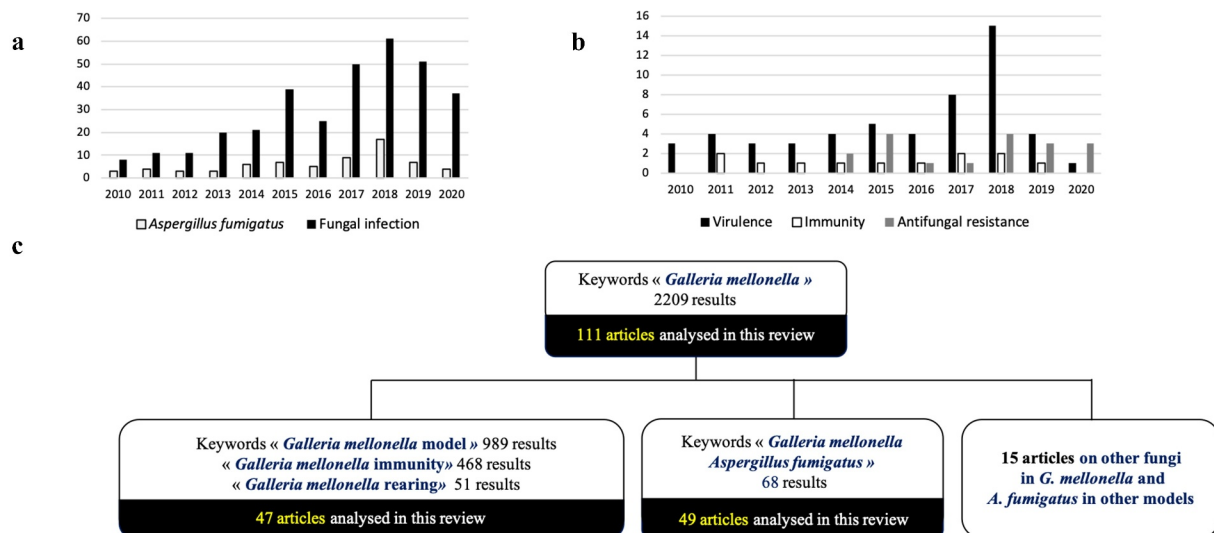 a
70
60
50
40
30
20
10
0
2010 2011 2012 2013 2014 2015 2016 2017 2018 2019 2020
Aspergillus fumigatus Fungal infection
b
16
14
12
10
8
6
4
2
0
2010 2011 2012 2013 2014 2015 2016 2017 2018 2019 2020
Virulence Immunity Antifungal resistance
c
Keywords « Galleria mellonella »
2209 results
111 articles analysed in this review
Keywords « Galleria mellonella model » 989 results
« Galleria mellonella immunity» 468 results
« Galleria mellonella rearing» 51 results
47 articles analysed in this review
Keywords « Galleria mellonella
Aspergillus fumigatus »
68 results
49 articles analysed in this review
15 articles on other fungi
in G. mellonella and
A. fumigatus in other models